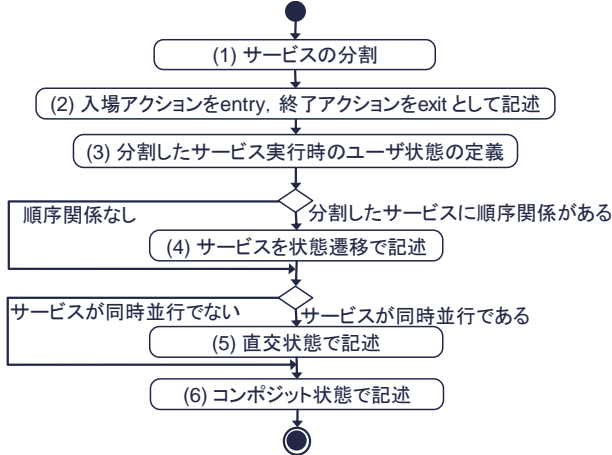 (1) サービスの分割
(2) 入場アクションをentry, 終了アクションをexit として記述
(3) 分割したサービス実行時のユーザ状態の定義
順序関係なし
分割したサービスに順序関係がある
(4) サービスを状態遷移で記述
サービスが同時並行でない
サービスが同時並行である
(5) 直交状態で記述
(6) コンポジット状態で記述